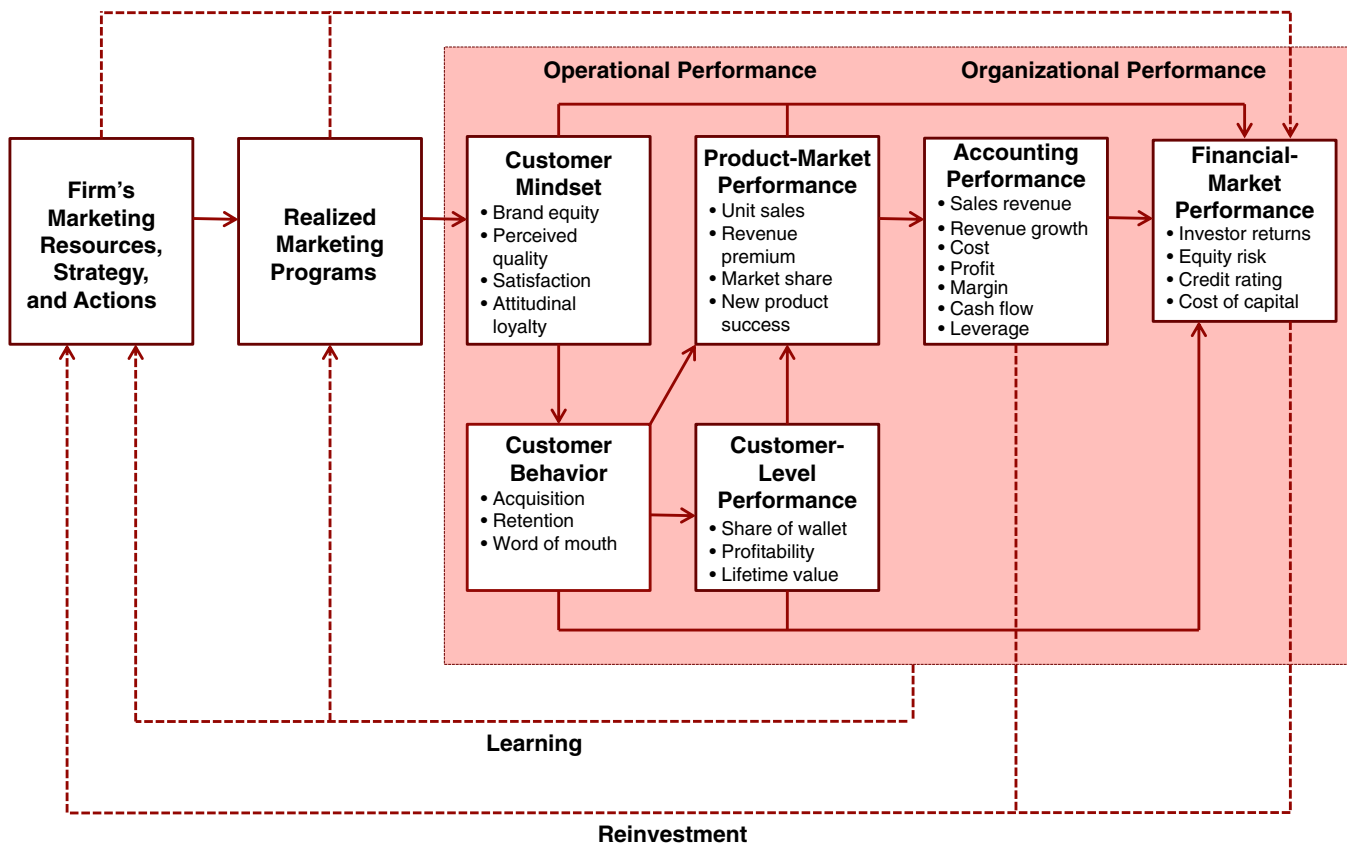 Operational Performance
Organizational Performance
Firm's
Marketing
Resources,
Strategy,
and Actions
Realized
Marketing
Programs
Customer
Mindset
• Brand equity
• Perceived
quality
• Satisfaction
• Attitudinal
loyalty
Product-Market
Performance
• Unit sales
• Revenue
premium
• Market share
• New product
success
Accounting
Performance
• Sales revenue
• Revenue growth
• Cost
• Profit
• Margin
• Cash flow
• Leverage
Financial-
Market
Performance
• Investor returns
• Equity risk
• Credit rating
• Cost of capital
Customer
Behavior
• Acquisition
• Retention
• Word of mouth
Customer-
Level
Performance
• Share of wallet
• Profitability
• Lifetime value
Learning
Reinvestment